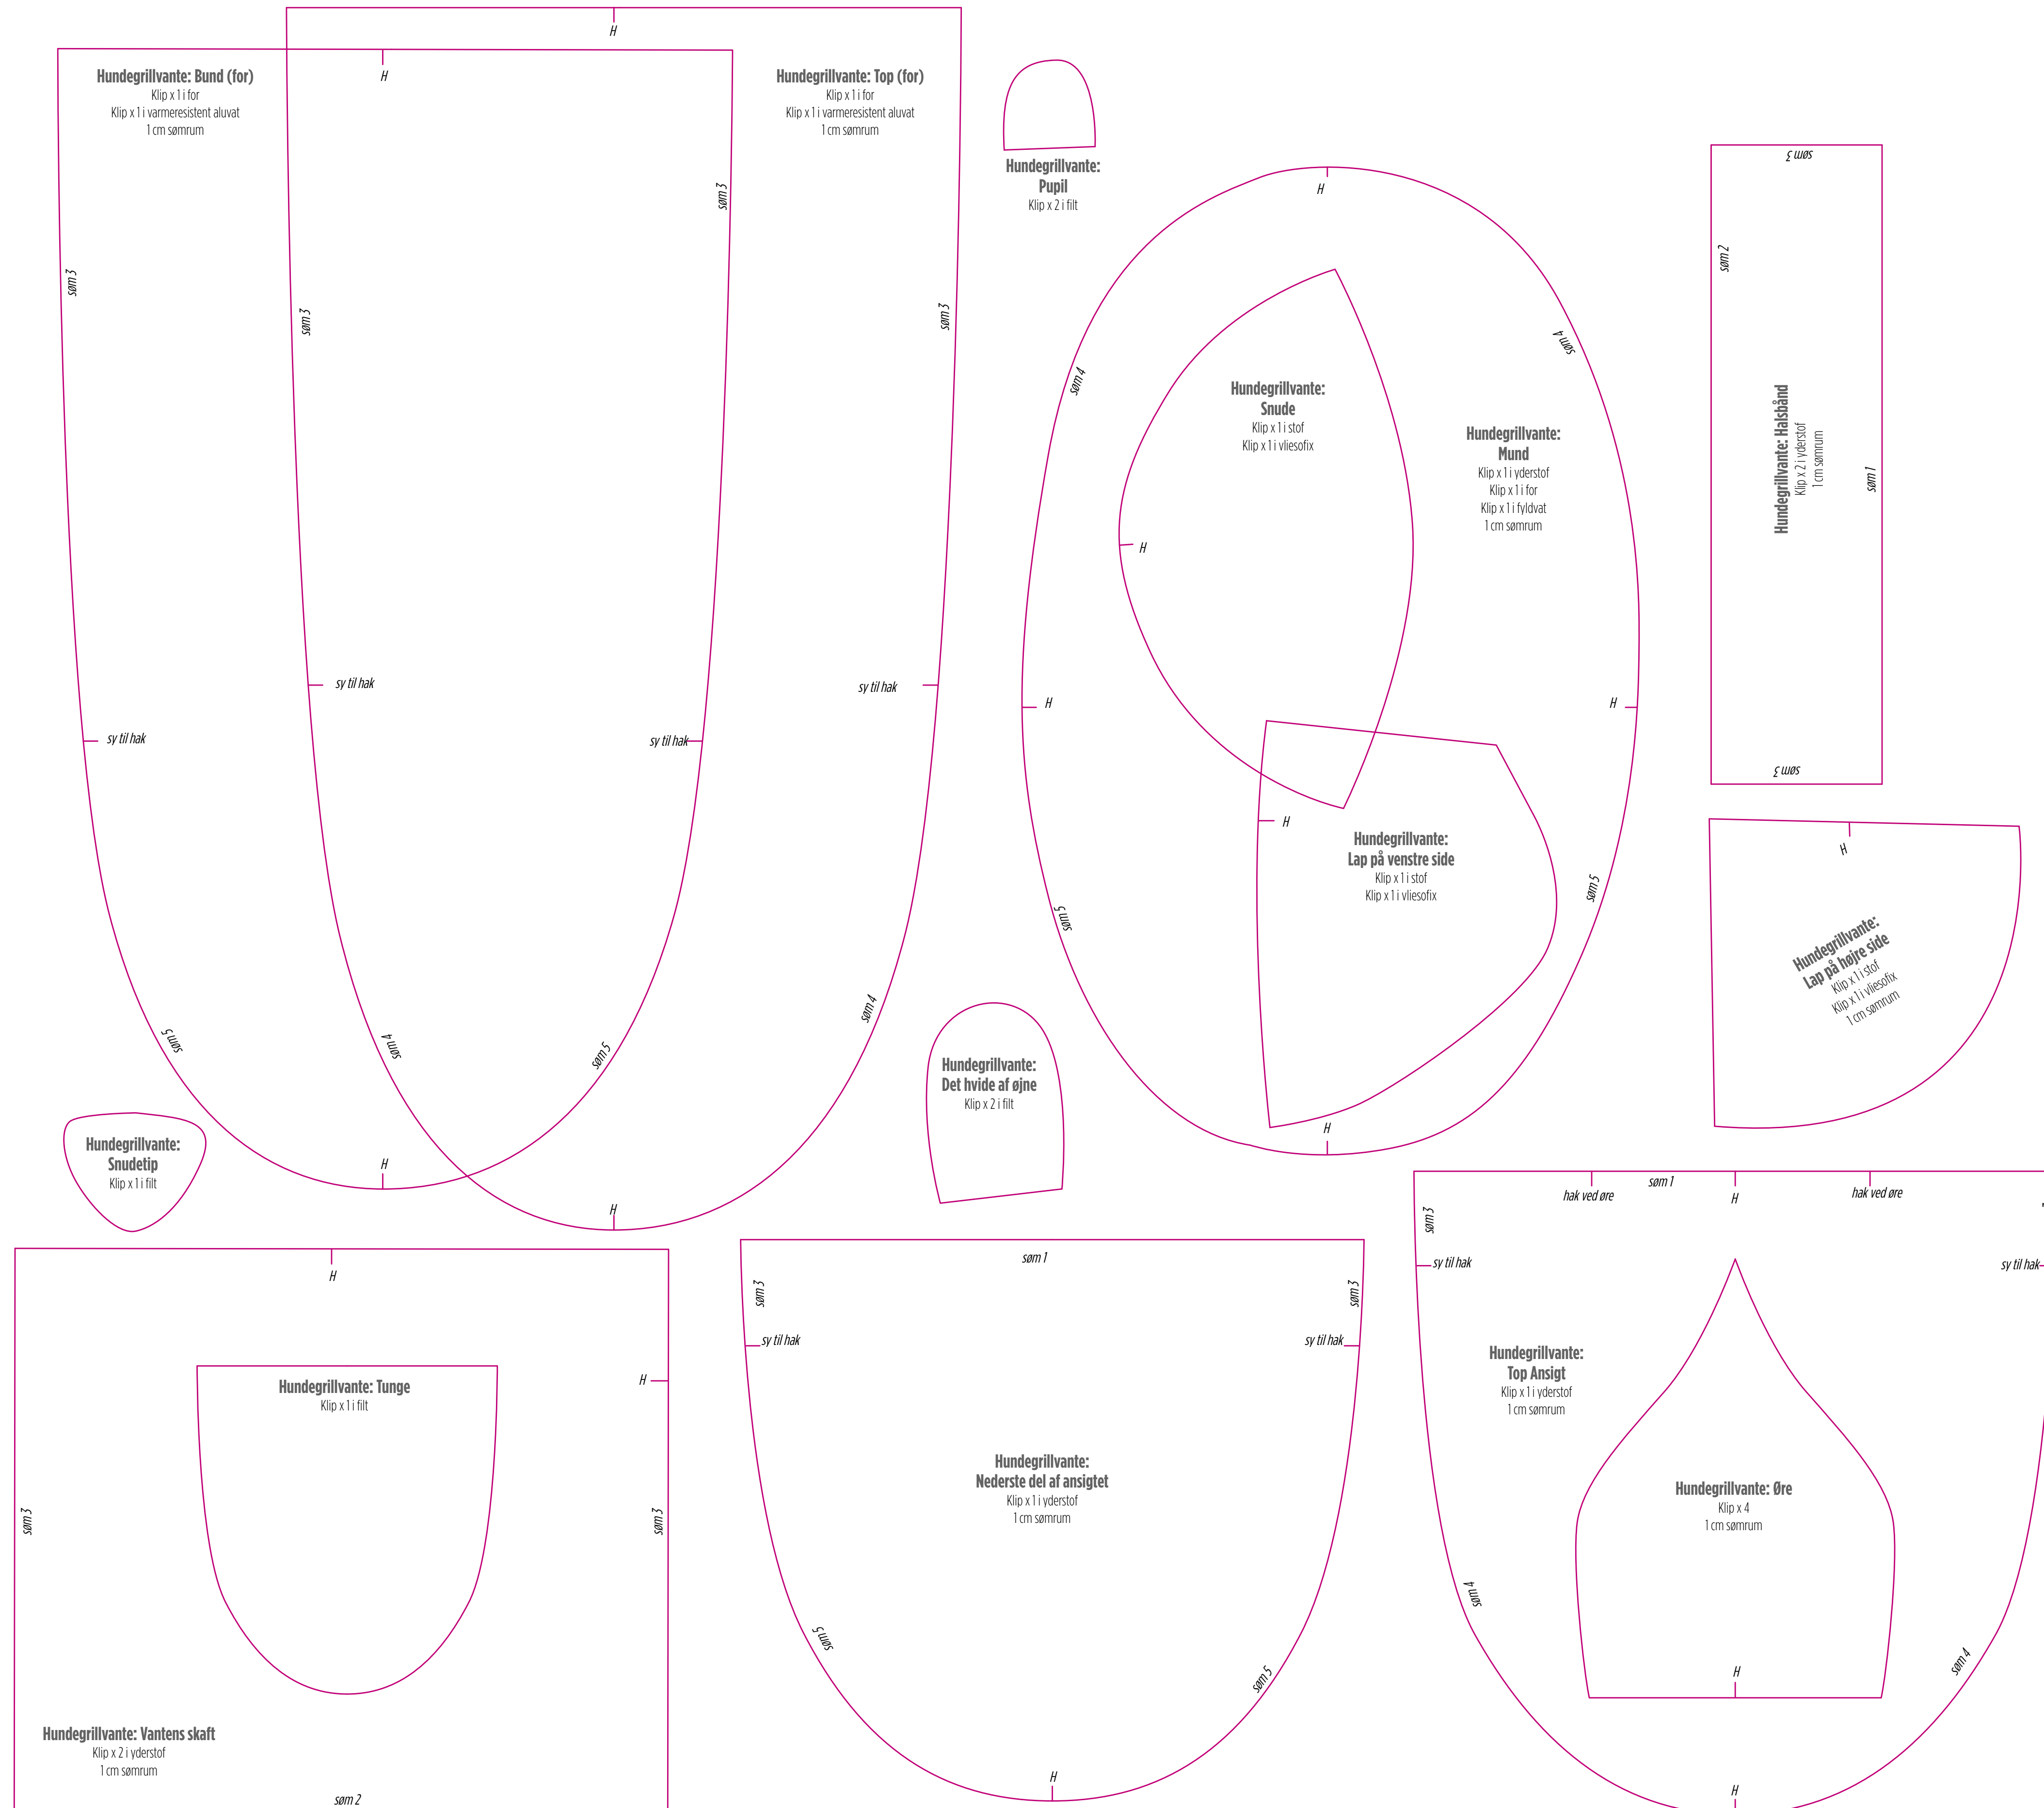 H
H
Hundegrillvante: Bund (for)
Klip x 1 i for
Klip x 1 i varmeresistent aluvat
1 cm sømrum
Hundegrillvante: Top (for)
Klip x 1 i for
Klip x 1 i varmeresistent aluvat
1 cm sømrum
søm 3
søm 3
søm 3
søm 3
sy til hak
sy til hak
sy til hak
sy til hak
søm 5
søm 4
søm 5
søm 4
H
H
Hundegrillvante:
Pupil
Klip x 2 i filt
H
søm 4
søm 4
Hundegrillvante:
Snude
Klip x 1 i stof
Klip x 1 i vliesofix
H
Hundegrillvante:
Mund
Klip x 1 i yderstof
Klip x 1 i for
Klip x 1 i fyldvat
1 cm sømrum
H
H
H
Hundegrillvante:
Lap på venstre side
Klip x 1 i stof
Klip x 1 i vliesofix
søm 5
søm 5
H
søm 3
søm 2
Hundegrillvante: Halsbånd
Klip x 2 i yderstof
1 cm sømrum
søm 1
søm 3
H
Hundegrillvante:
Lap på højre side
Klip x 1 i stof
Klip x 1 i vliesofix
1 cm sømrum
Hundegrillvante:
Det hvide af øjne
Klip x 2 i filt
Hundegrillvante:
Snudetip
Klip x 1 i filt
H
H
Hundegrillvante: Tunge
Klip x 1 i filt
søm 3
søm 3
Hundegrillvante: Vantens skaft
Klip x 2 i yderstof
1 cm sømrum
søm 2
søm 1
søm 3
søm 3
sy til hak
sy til hak
Hundegrillvante:
Nederste del af ansigtet
Klip x 1 i yderstof
1 cm sømrum
søm 5
søm 5
H
hak ved øre
søm 1
H
hak ved øre
søm 3
sy til hak
sy til hak
Hundegrillvante:
Top Ansigt
Klip x 1 i yderstof
1 cm sømrum
Hundegrillvante: Øre
Klip x 4
1 cm sømrum
søm 4
søm 4
H
H